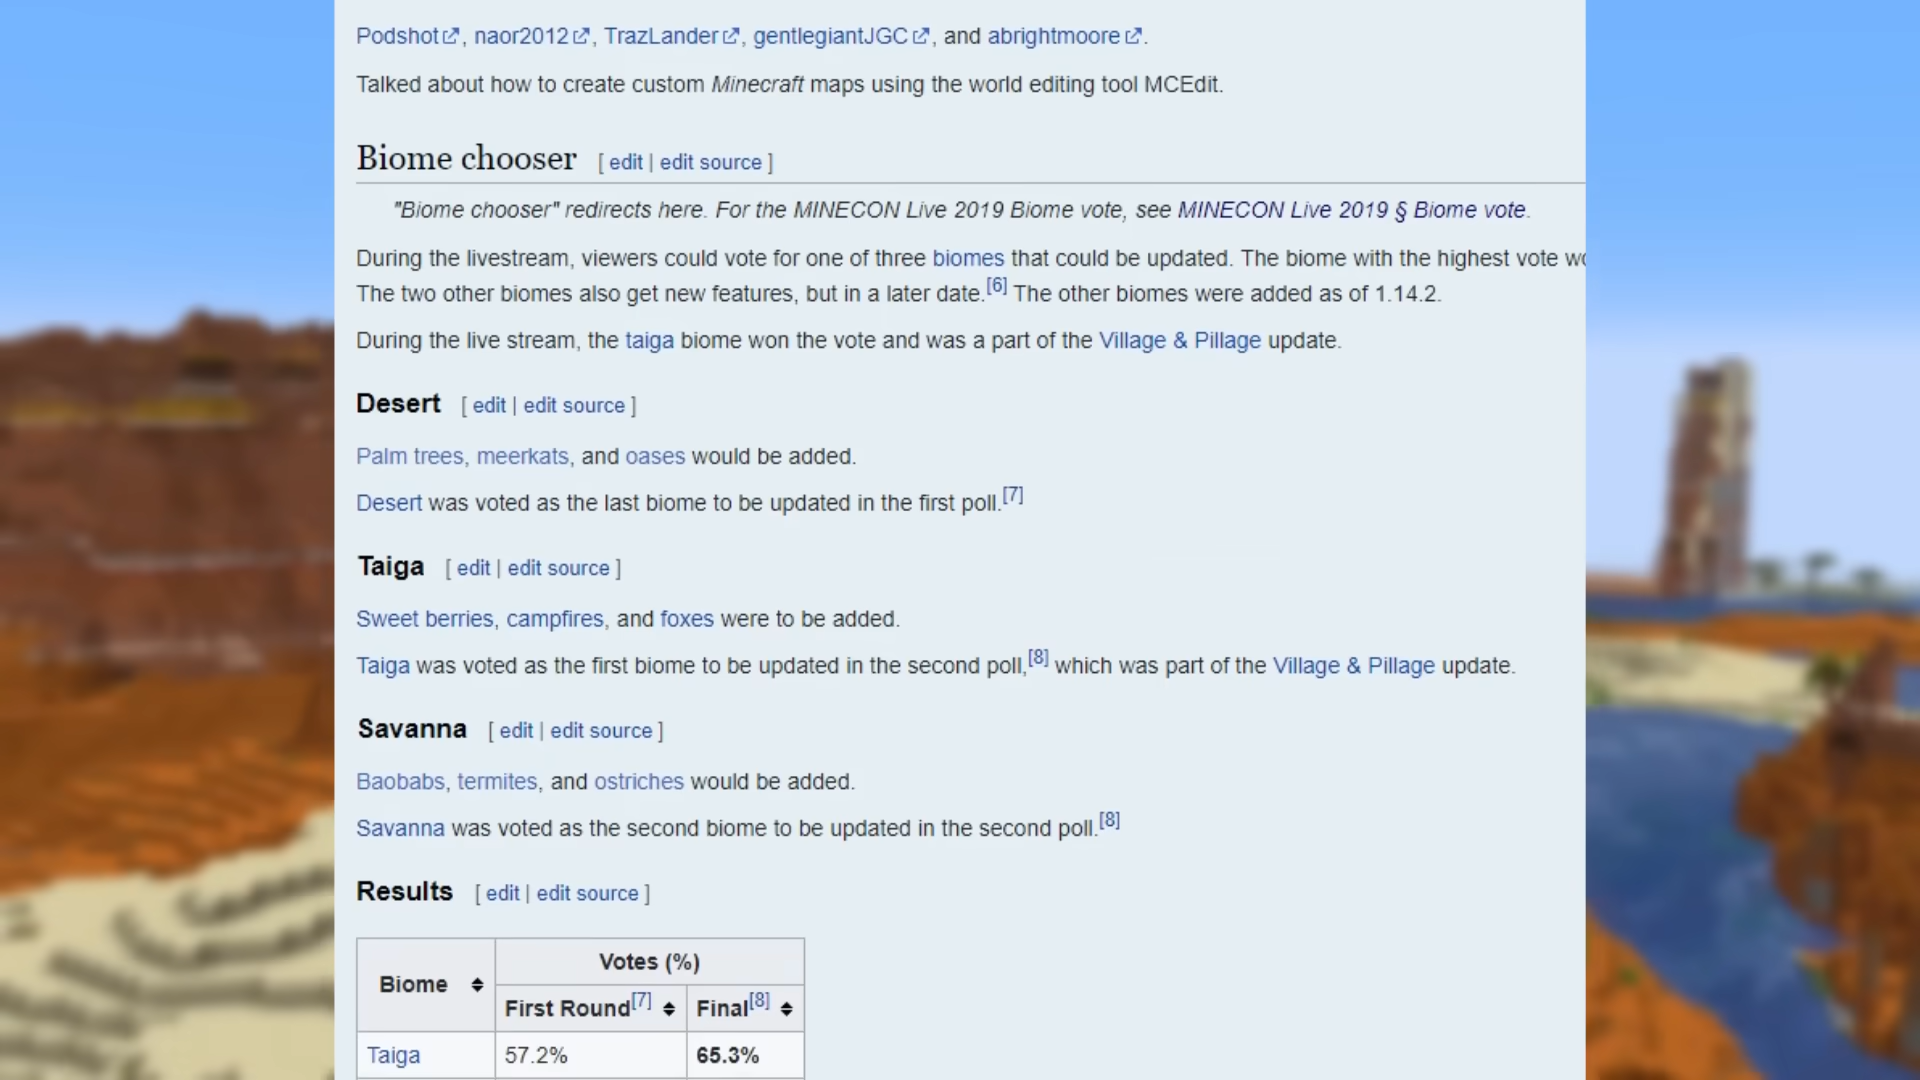 Podshot, naor2012, TrazLander, gentlegiantJGC, and abrightmoore.
Talked about how to create custom Minecraft maps using the world editing tool MCEdit.
Biome chooser [ edit | edit source ]
"Biome chooser" redirects here. For the MINECON Live 2019 Biome vote, see MINECON Live 2019 § Biome vote.
During the livestream, viewers could vote for one of three biomes that could be updated. The biome with the highest vote
The two other biomes also get new features, but in a later date.[6] The other biomes were added as of 1.14.2.
During the live stream, the taiga biome won the vote and was a part of the Village & Pillage update.
Desert [ edit | edit source ]
Palm trees, meerkats, and oases would be added.
Desert was voted as the last biome to be updated in the first poll.[7]
Taiga [ edit | edit source ]
Sweet berries, campfires, and foxes were to be added.
Taiga was voted as the first biome to be updated in the second poll,[8] which was part of the Village & Pillage update.
Savanna [ edit | edit source ]
Baobabs, termites, and ostriches would be added.
Savanna was voted as the second biome to be updated in the second poll.[8]
Results [ edit | edit source ]
Biome
Votes (%)
First Round[7] Final[8]
Taiga 57.2% 65.3%